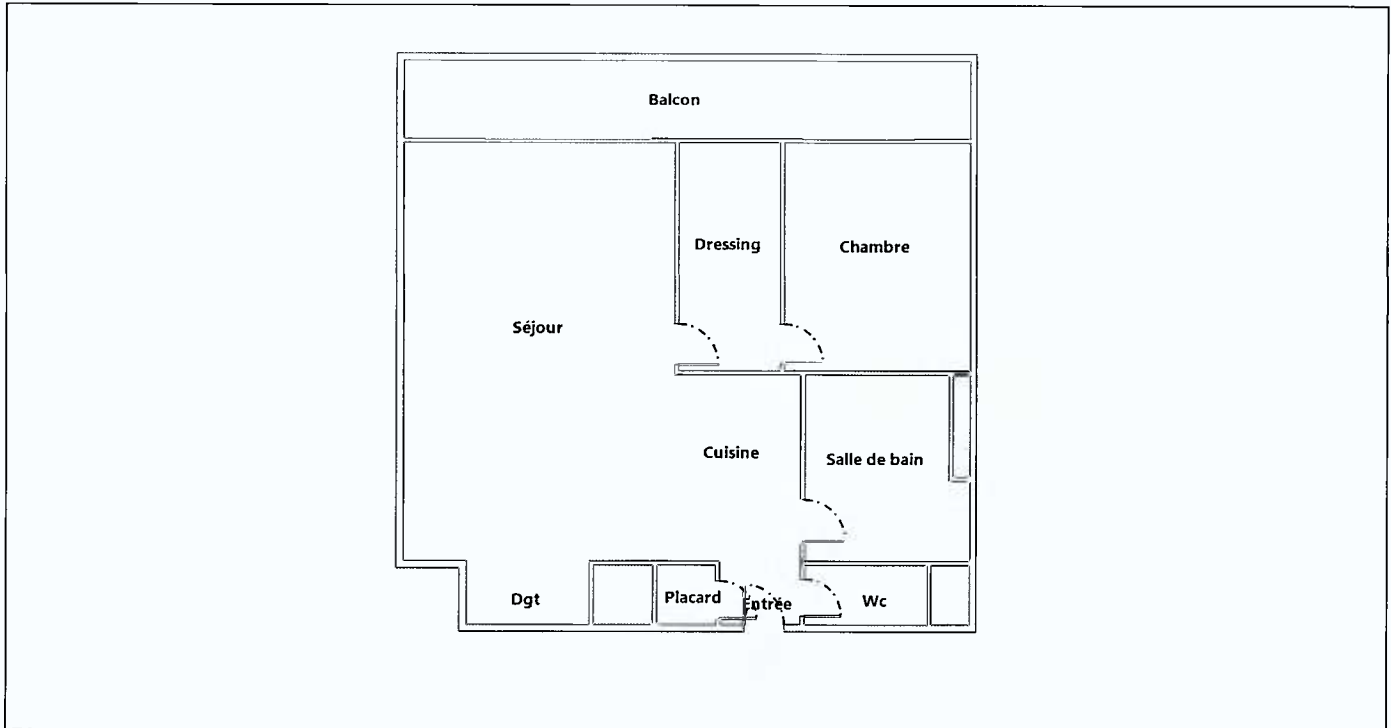 Balcon
Dressing
Chambre
Séjour
Cuisine
Salle de bain
Dgt
Placard
Entrée
Wc